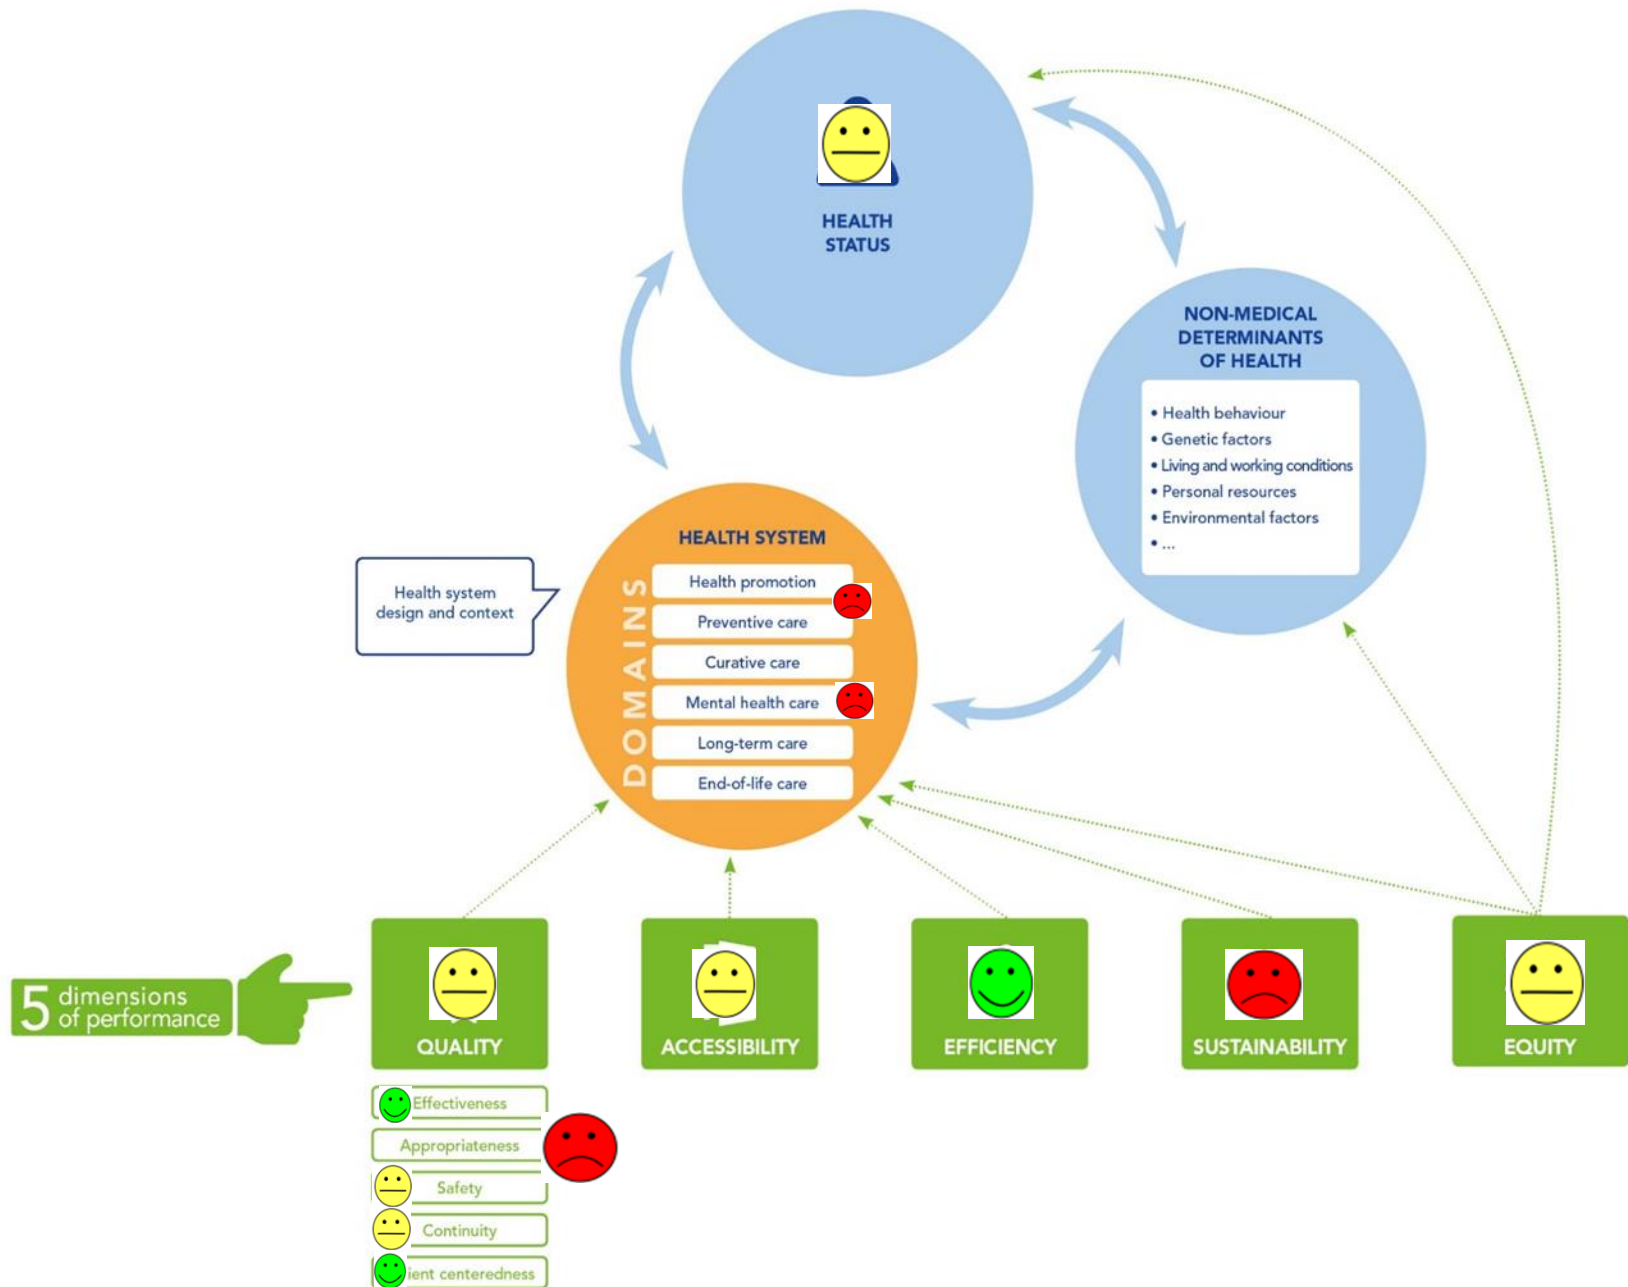 HEALTH
STATUS
NON-MEDICAL
DETERMINANTS
OF HEALTH
• Health behaviour
• Genetic factors
• Living and working conditions
• Personal resources
• Environmental factors
• ...
Health system
design and context
HEALTH SYSTEM
DOMAINS
Health promotion
Preventive care
Curative care
Mental health care
Long-term care
End-of-life care
5 dimensions
of performance
QUALITY
ACCESSIBILITY
EFFICIENCY
SUSTAINABILITY
EQUITY
Effectiveness
Appropriateness
Safety
Continuity
ient centeredness